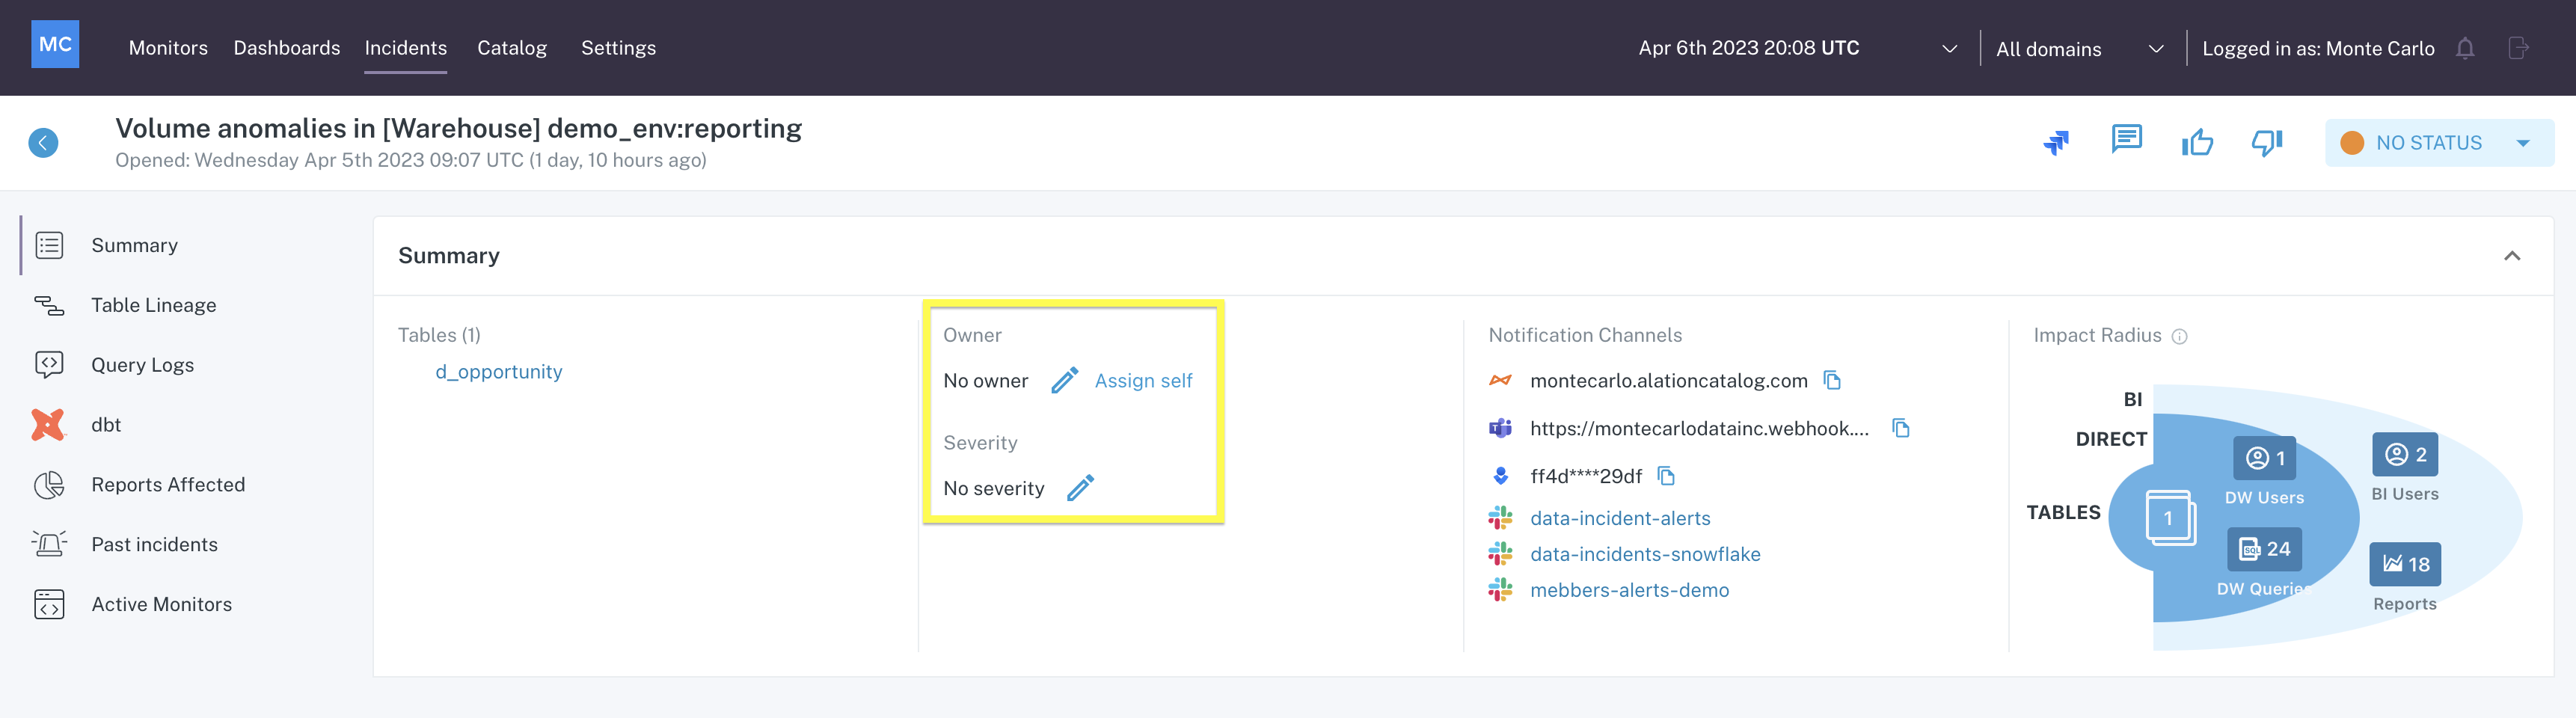 MC
Monitors Dashboards Incidents Catalog Settings
Apr 6th 2023 20:08 UTC
All domains
Logged in as: Monte Carlo
Volume anomalies in [Warehouse] demo_env:reporting
Opened: Wednesday Apr 5th 2023 09:07 UTC (1 day, 10 hours ago)
NO STATUS
Summary
Table Lineage
Query Logs
dbt
Reports Affected
Past incidents
Active Monitors
Summary
Tables (1)
d_opportunity
Owner
No owner Assign self
Severity
No severity
Notification Channels
montecarlo.alationcatalog.com
https://montecarlodatainc.webhook....
ff4d****29df
data-incident-alerts
data-incidents-snowflake
mebbers-alerts-demo
Impact Radius
BI
DIRECT
TABLES
1
1
DW Users
SQL 24
DW Queries
2
BI Users
18
Reports